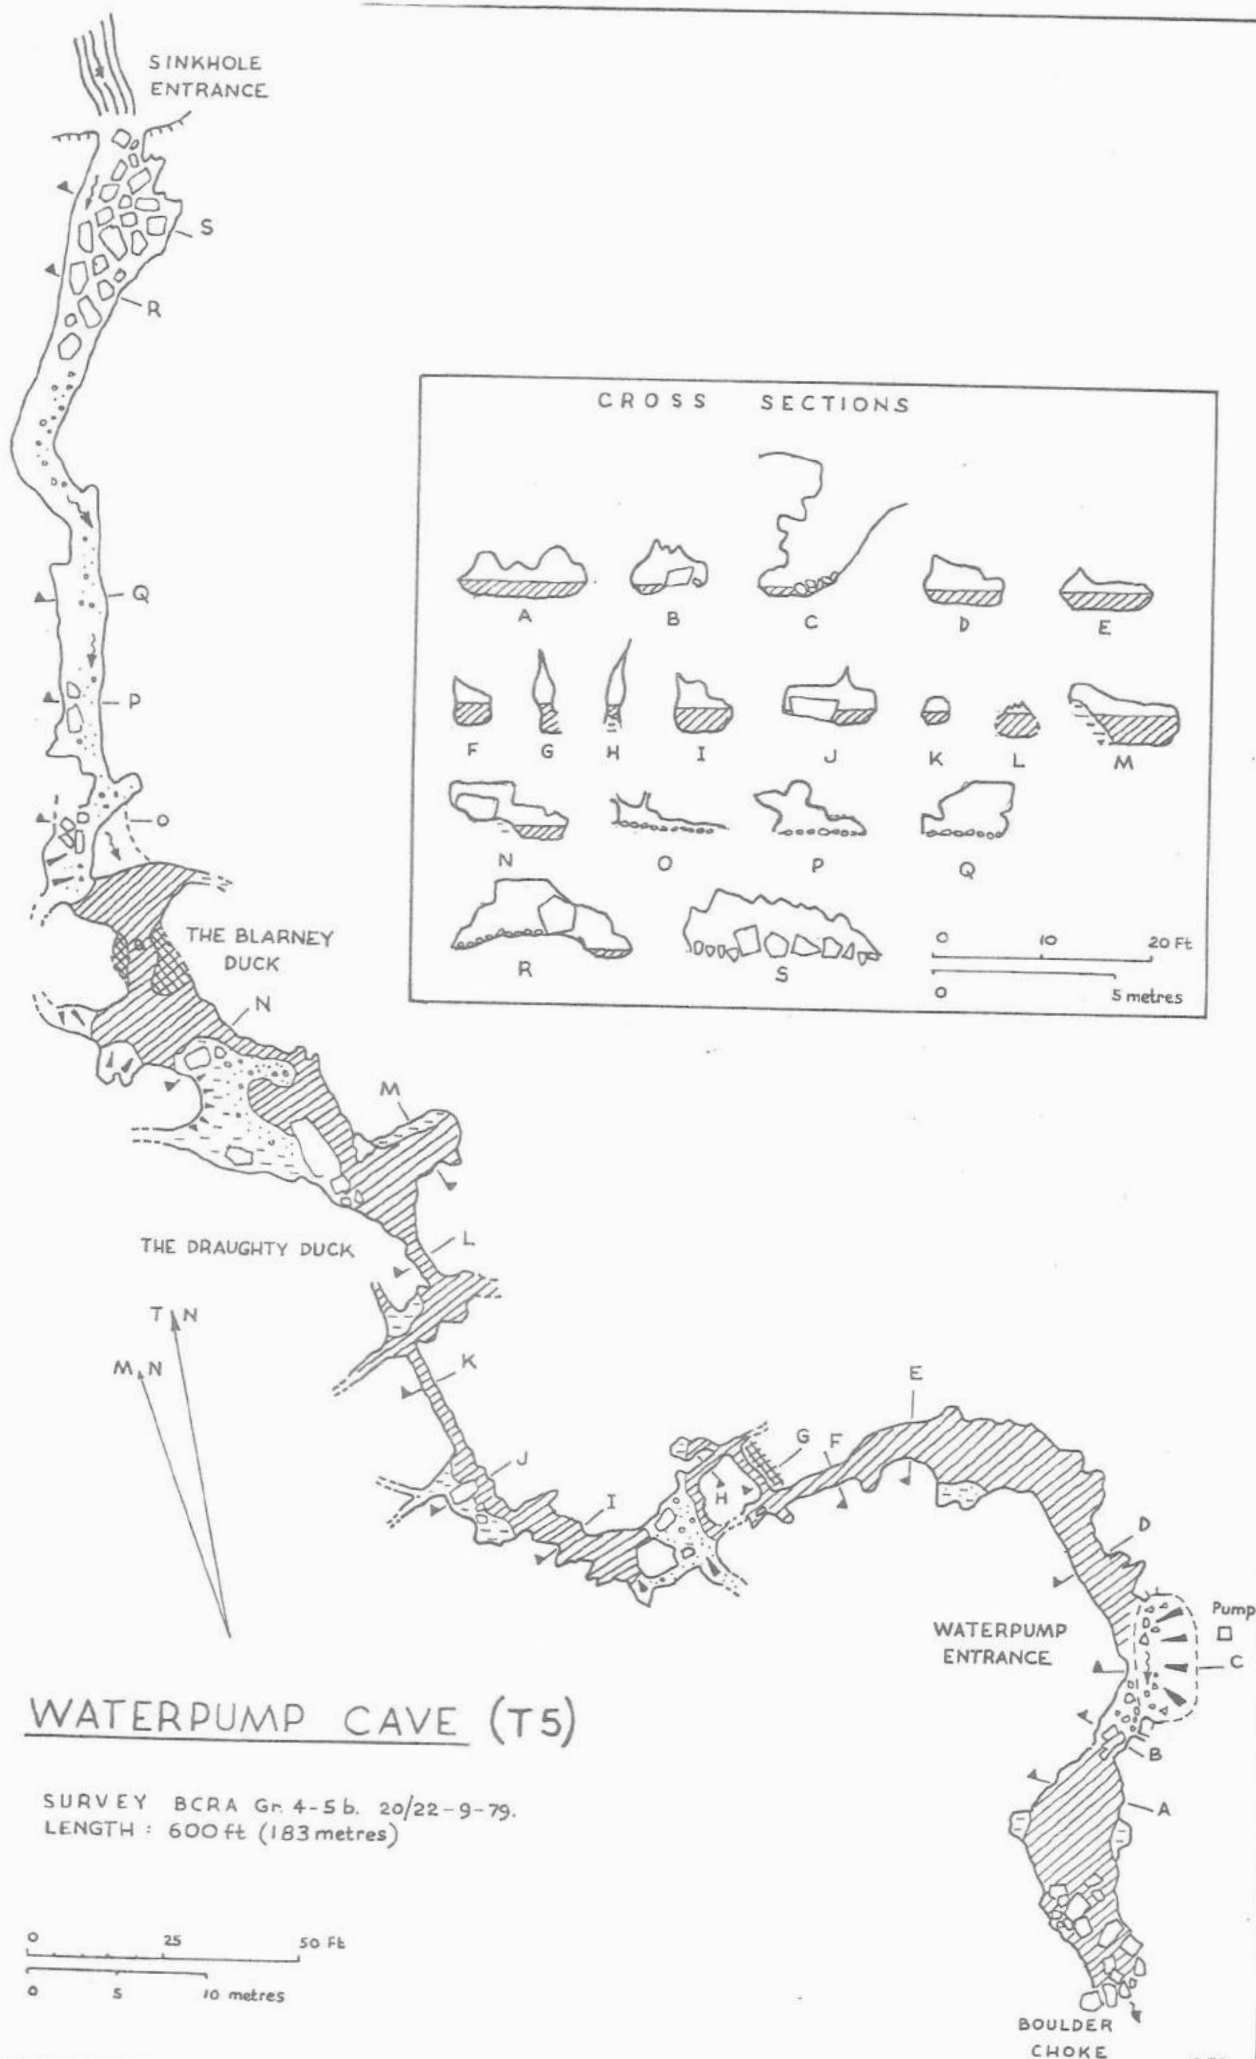 SINKHOLE
ENTRANCE
S
R
Q
P
O
CROSS SECTIONS
A B C D E
F G H I J K L M
N O P Q
R S
0 10 20 Ft
0 5 metres
THE BLARNEY
DUCK
N
M
THE DRAUGHTY DUCK
L
TN
MN
K
J
I
H
G
F
E
D
WATERPUMP
ENTRANCE
Pump
C
B
A
WATERPUMP CAVE (T5)
SURVEY BCRA Gr. 4-5b. 20/22-9-79.
LENGTH : 600 ft (183 metres)
0 25 50 Ft
0 5 10 metres
BOULDER
CHOKE